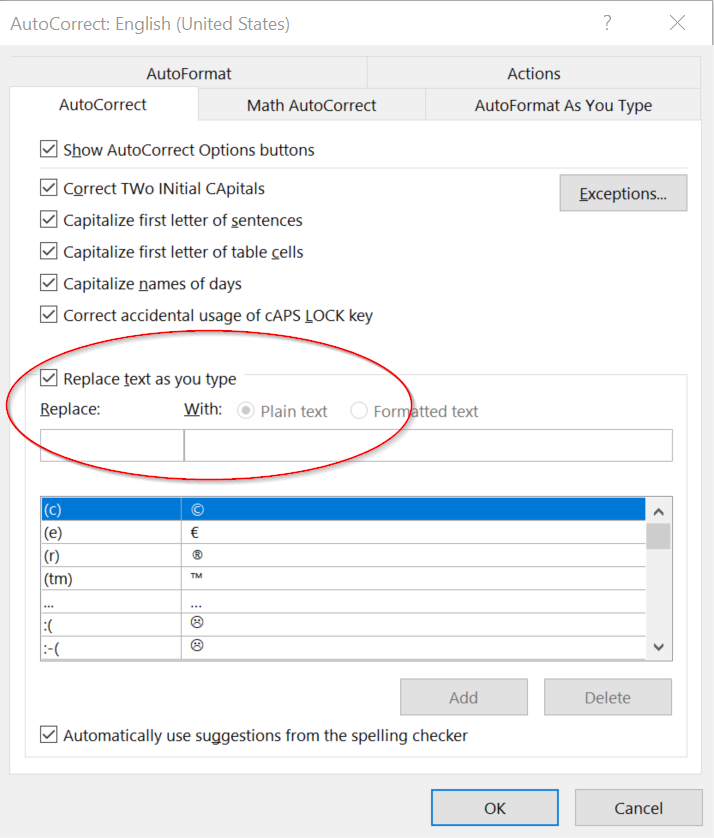 AutoCorrect: English (United States) ?
AutoFormat Actions
AutoCorrect Math AutoCorrect AutoFormat As You Type
Show AutoCorrect Options buttons
Correct TWo INitial CApitals
Exceptions...
Capitalize first letter of sentences
Capitalize first letter of table cells
Capitalize names of days
Correct accidental usage of cAPS LOCK key
Replace text as you type
Replace: With: Plain text Formatted text
(c) ©
(e) €
(r) ®
(tm) ™
... …
:( ☹
:-( ☹
Add Delete
Automatically use suggestions from the spelling checker
OK Cancel